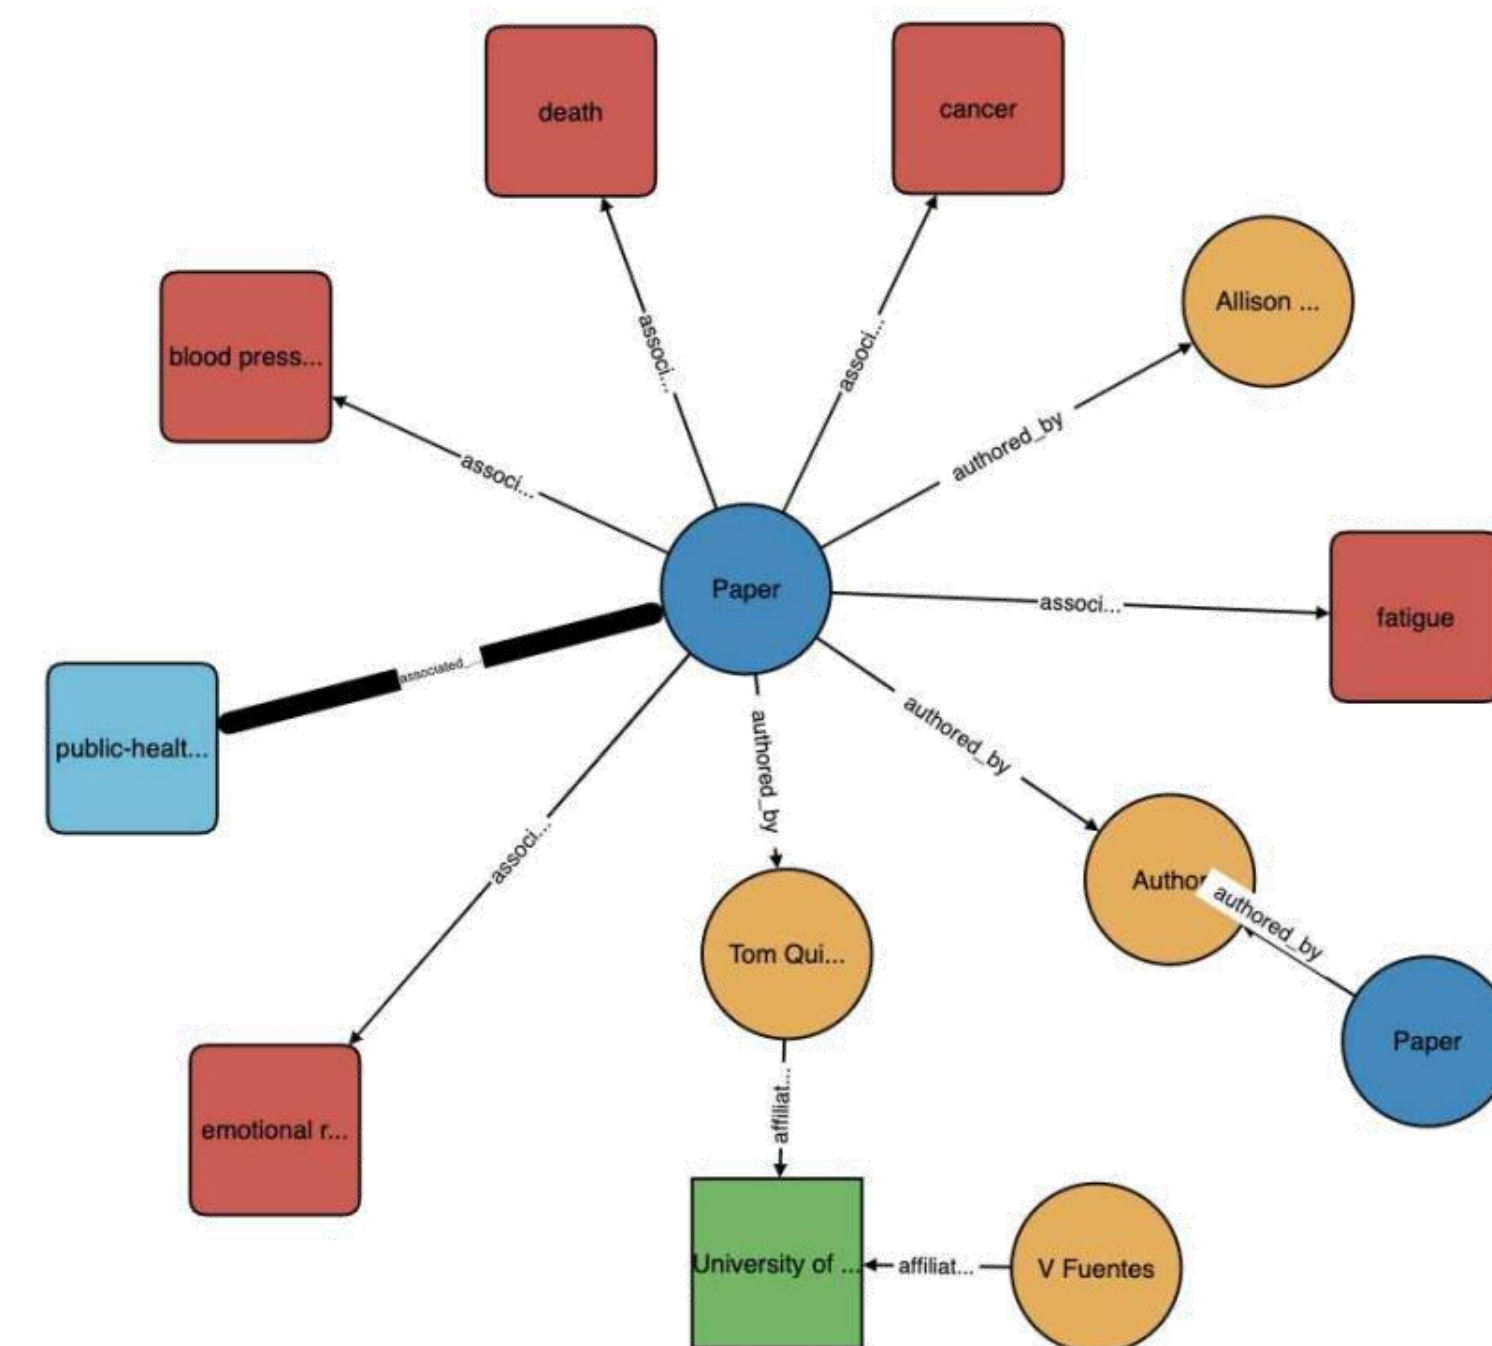 death
cancer
Allison ...
associ...
associ...
blood press...
authored_by
associ...
Paper
associ...
fatigue
associated_...
public-healt...
authored_by
authored_by
associ...
Author
authored_by
Tom Qui...
Paper
affiliat...
emotional r...
University of ...
affiliat...
V Fuentes